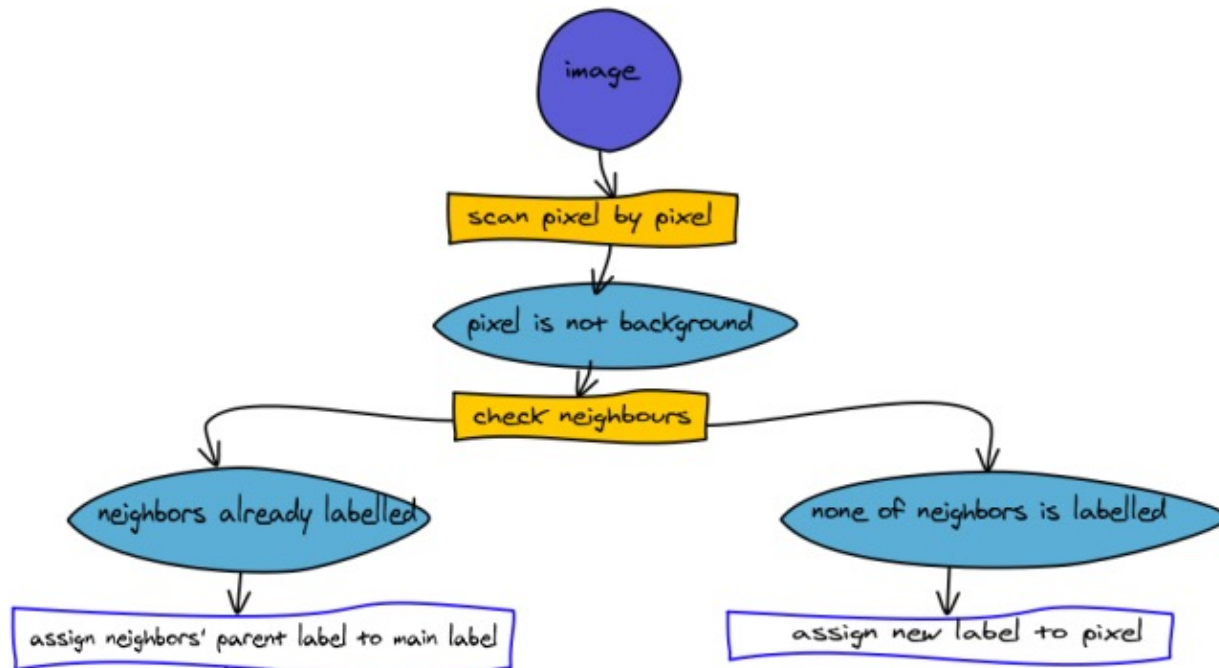 image
scan pixel by pixel
pixel is not background
check neighbours
neighbors already labelled
none of neighbors is labelled
assign neighbors' parent label to main label
assign new label to pixel